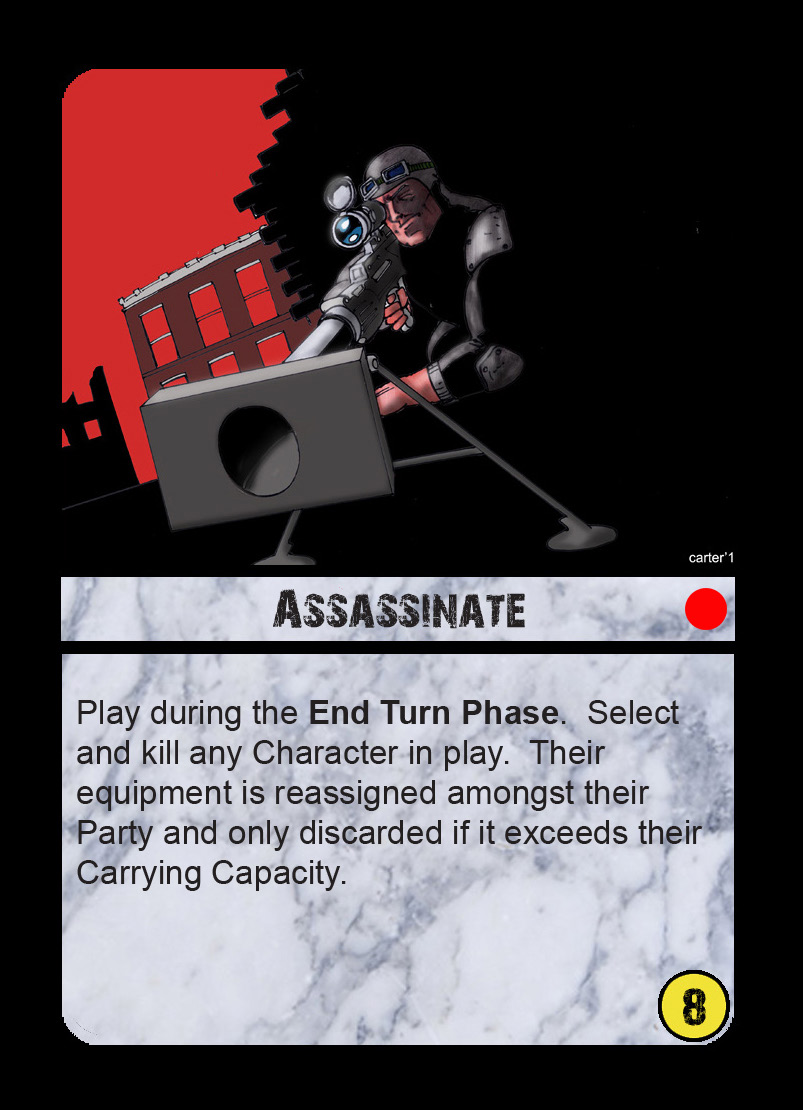 carter'1
ASSASSINATE
Play during the End Turn Phase.  Select
and kill any Character in play.  Their
equipment is reassigned amongst their
Party and only discarded if it exceeds their
Carrying Capacity.
8